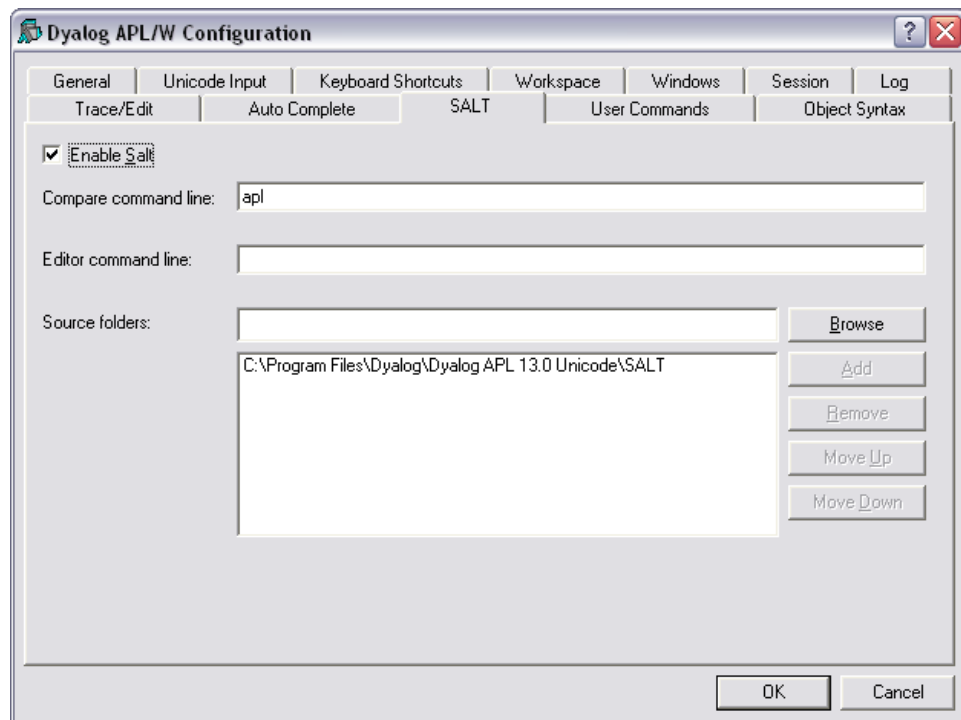 Dyalog APL/W Configuration
General Unicode Input Keyboard Shortcuts Workspace Windows Session Log
Trace/Edit Auto Complete SALT User Commands Object Syntax
Enable Salt
Compare command line: apl
Editor command line:
Source folders: Browse
C:\Program Files\Dyalog\Dyalog APL 13.0 Unicode\SALT
Add
Remove
Move Up
Move Down
OK Cancel